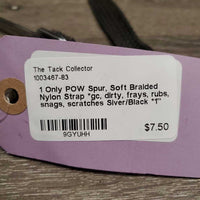 The Tack Collector
1003467-83
1 Only POW Spur, Soft Braided
Nylon Strap *gc, dirty, frays, rubs,
snags, scratches Silver/Black "1"
9GYUHH
$7.50